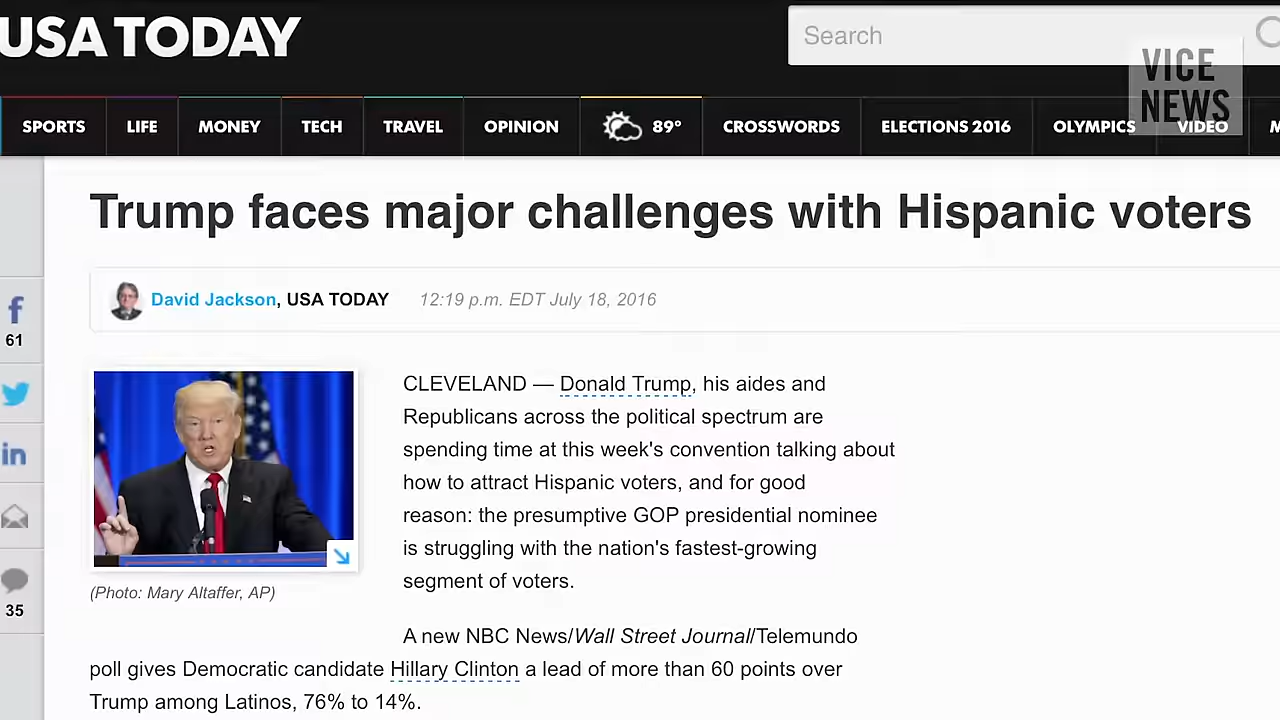 USA TODAY
Search
VICE
NEWS
SPORTS LIFE MONEY TECH TRAVEL OPINION 89° CROSSWORDS ELECTIONS 2016 OLYMPICS VIDEO M
Trump faces major challenges with Hispanic voters
David Jackson, USA TODAY 12:19 p.m. EDT July 18, 2016
61
35
(Photo: Mary Altaffer, AP)
CLEVELAND — Donald Trump, his aides and
Republicans across the political spectrum are
spending time at this week's convention talking about
how to attract Hispanic voters, and for good
reason: the presumptive GOP presidential nominee
is struggling with the nation's fastest-growing
segment of voters.
A new NBC News/Wall Street Journal/Telemundo
poll gives Democratic candidate Hillary Clinton a lead of more than 60 points over
Trump among Latinos, 76% to 14%.